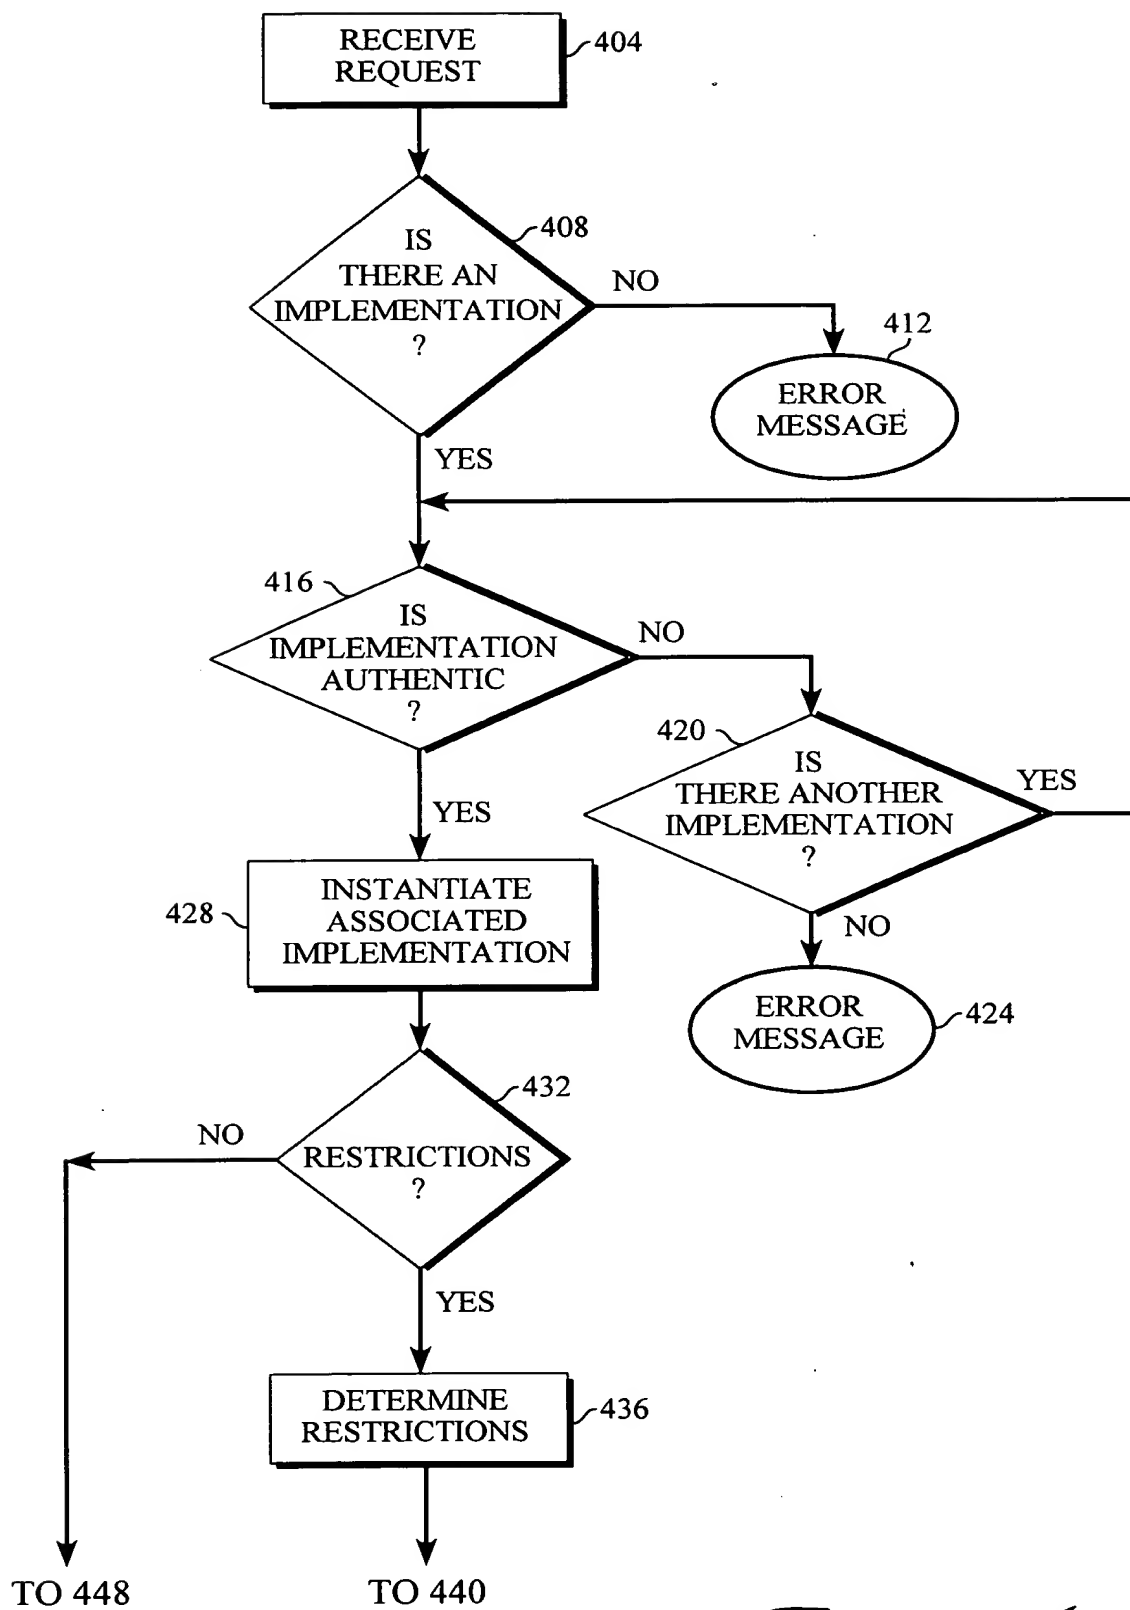 RECEIVE
REQUEST
404
IS
THERE AN
IMPLEMENTATION
?
408
NO
412
ERROR
MESSAGE
YES
416
IS
IMPLEMENTATION
AUTHENTIC
?
NO
420
IS
THERE ANOTHER
IMPLEMENTATION
?
YES
YES
428
INSTANTIATE
ASSOCIATED
IMPLEMENTATION
NO
ERROR
MESSAGE
424
432
NO
RESTRICTIONS
?
YES
DETERMINE
RESTRICTIONS
436
TO 448
TO 440